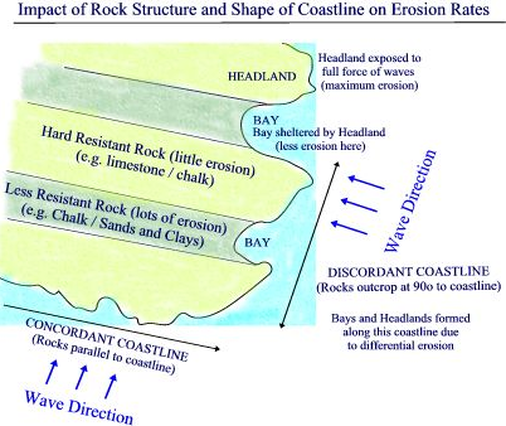 Impact of Rock Structure and Shape of Coastline on Erosion Rates
HEADLAND
Headland exposed to
full force of waves
(maximum erosion)
BAY
Bay sheltered by Headland
(less erosion here)
Hard Resistant Rock (little erosion)
(e.g. limestone / chalk)
Less Resistant Rock (lots of erosion)
(e.g. Chalk / Sands and Clays)
BAY
Wave Direction
DISCORDANT COASTLINE
(Rocks outcrop at 90o to coastline)
Bays and Headlands formed
along this coastline due
to differential erosion
CONCORDANT COASTLINE
(Rocks parallel to coastline)
Wave Direction